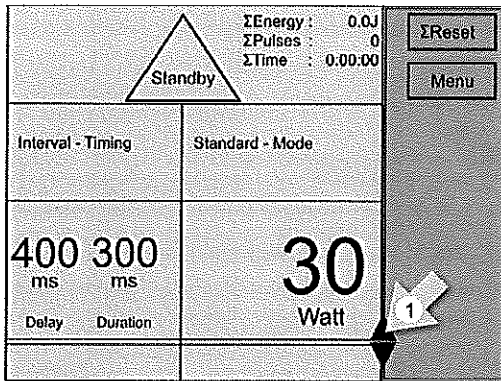 ΣEnergy : 0.0J
ΣPulses : 0
ΣTime : 0:00:00
ΣReset
Menu
Standby
Interval - Timing
Standard - Mode
400 300
ms ms
Delay Duration
30
Watt
1